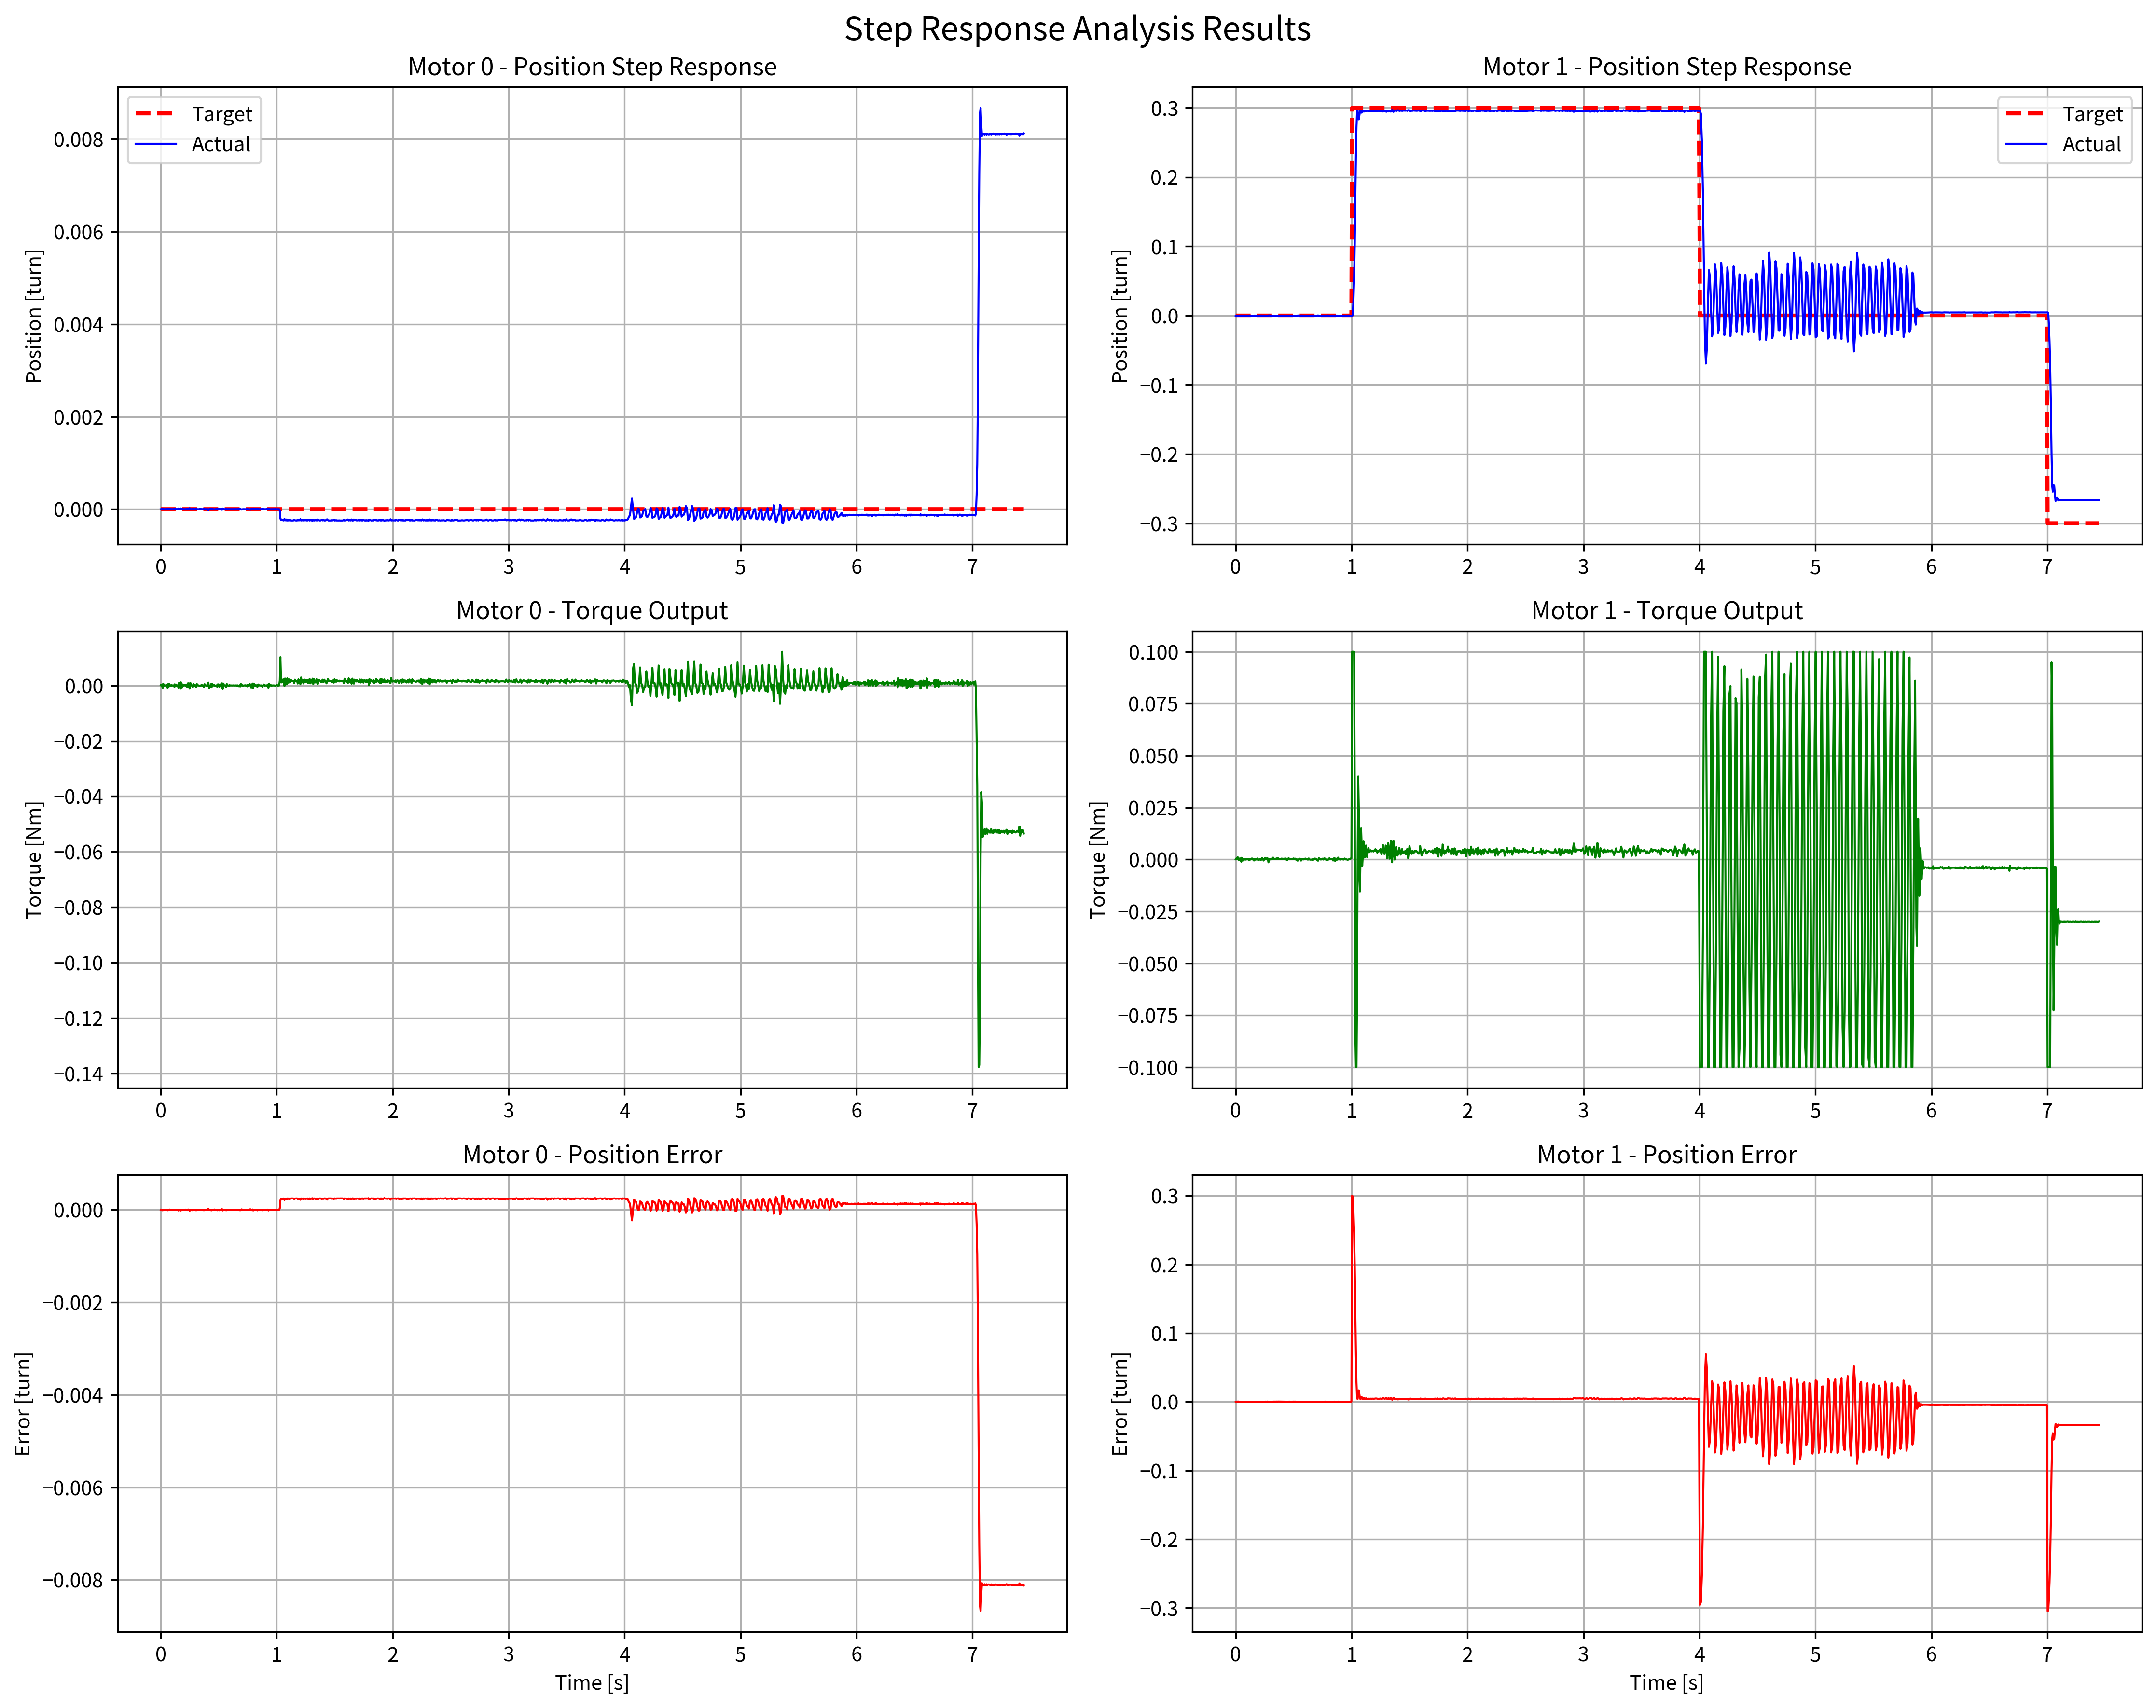 Step Response Analysis Results
Motor 0 - Position Step Response
Target
Actual
Position [turn]
0.008
0.006
0.004
0.002
0.000
0 1 2 3 4 5 6 7
Motor 1 - Position Step Response
Target
Actual
Position [turn]
0.3
0.2
0.1
0.0
−0.1
−0.2
−0.3
0 1 2 3 4 5 6 7
Motor 0 - Torque Output
Torque [Nm]
0.00
−0.02
−0.04
−0.06
−0.08
−0.10
−0.12
−0.14
0 1 2 3 4 5 6 7
Motor 1 - Torque Output
Torque [Nm]
0.100
0.075
0.050
0.025
0.000
−0.025
−0.050
−0.075
−0.100
0 1 2 3 4 5 6 7
Motor 0 - Position Error
Error [turn]
0.000
−0.002
−0.004
−0.006
−0.008
0 1 2 3 4 5 6 7
Time [s]
Motor 1 - Position Error
Error [turn]
0.3
0.2
0.1
0.0
−0.1
−0.2
−0.3
0 1 2 3 4 5 6 7
Time [s]